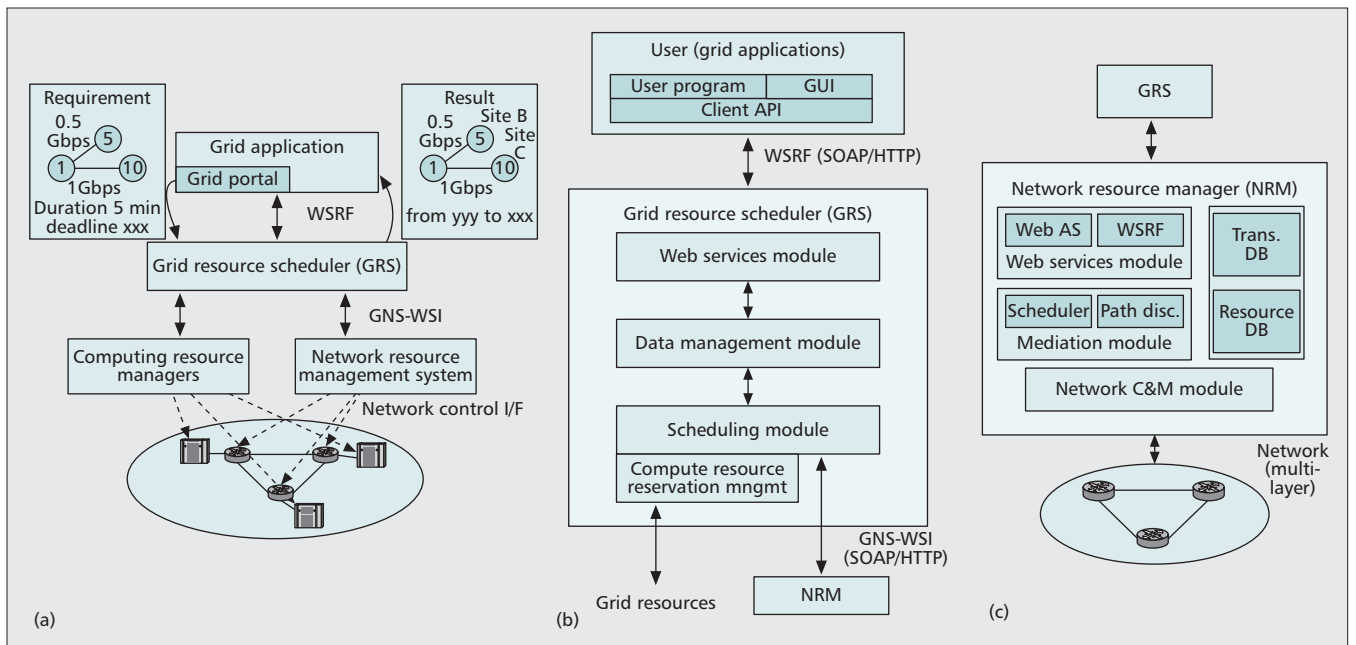 Requirement
0.5
Gbps
5
1
10
1Gbps
Duration 5 min
deadline xxx
Grid application
Grid portal
WSRF
Result
0.5
Gbps
Site B
5
Site
C
1
10
1Gbps
from yyy to xxx
Grid resource scheduler (GRS)
GNS-WSI
Computing resource
managers
Network resource
management system
Network control I/F
(a)
User (grid applications)
User program
GUI
Client API
WSRF (SOAP/HTTP)
Grid resource scheduler (GRS)
Web services module
Data management module
Scheduling module
Compute resource
reservation mngmt
GNS-WSI
(SOAP/HTTP)
Grid resources
NRM
(b)
GRS
Network resource manager (NRM)
Web AS
WSRF
Web services module
Trans.
DB
Scheduler
Path disc.
Mediation module
Resource
DB
Network C&M module
Network
(multi-
layer)
(c)